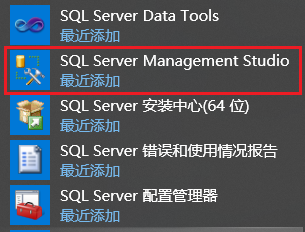 SQL Server Data Tools
最近添加
SQL Server Management Studio
最近添加
SQL Server 安装中心(64 位)
最近添加
SQL Server 错误和使用情况报告
最近添加
SQL Server 配置管理器
最近添加